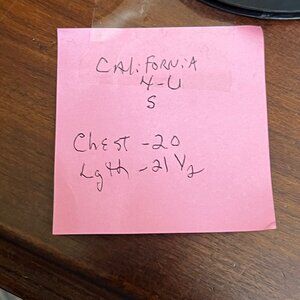 CALiFORNiA
4-U
S
Chest -20
Lgth -21 1/2